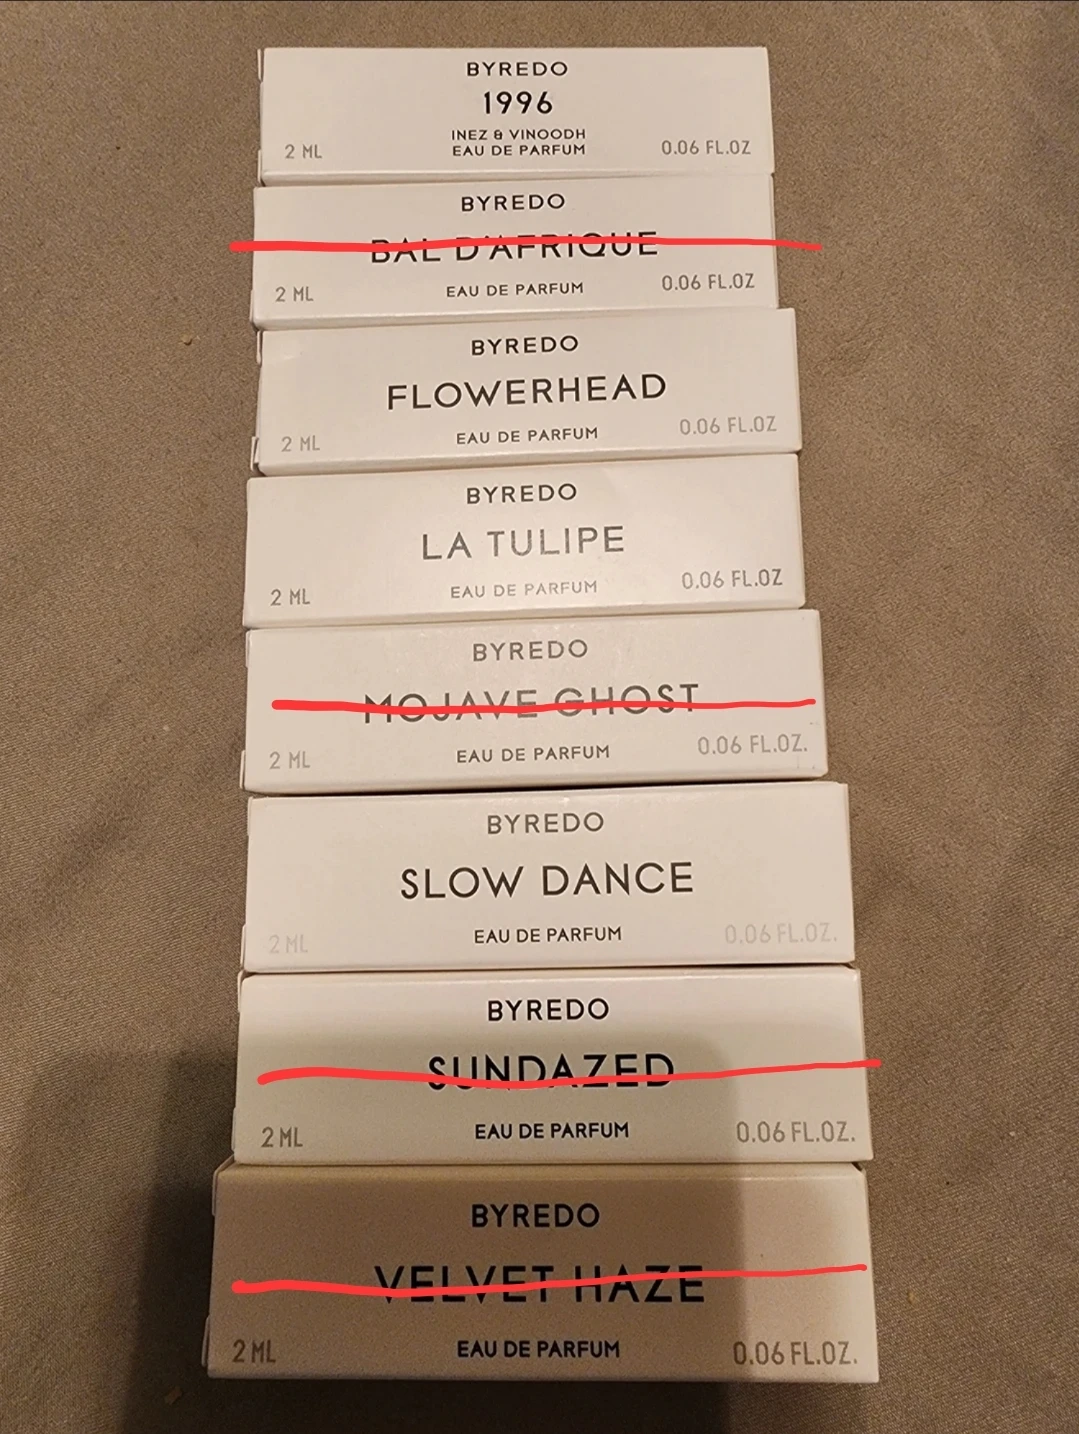 BYREDO
1996
INEZ & VINOODH
2 ML EAU DE PARFUM 0.06 FL.OZ
BYREDO
BAL D'AFRIQUE
2 ML EAU DE PARFUM 0.06 FL.OZ
BYREDO
FLOWERHEAD
2 ML EAU DE PARFUM 0.06 FL.OZ
BYREDO
LA TULIPE
2 ML EAU DE PARFUM 0.06 FL.OZ
BYREDO
MOJAVE GHOST
2 ML EAU DE PARFUM 0.06 FL.OZ.
BYREDO
SLOW DANCE
2 ML EAU DE PARFUM 0.06 FL.OZ.
BYREDO
SUNDAZED
2 ML EAU DE PARFUM 0.06 FL.OZ.
BYREDO
VELVET HAZE
2 ML EAU DE PARFUM 0.06 FL.OZ.